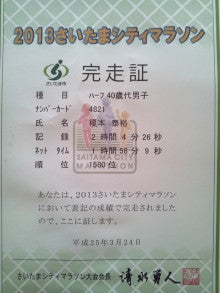 2013さいたまシティマラソン
さいたま市
完走証
種目 ハーフ40歳代男子
ナンバーカード 4821
氏名 榎本 泰裕
記録 2時間 4分26秒
ネットタイム 1時間58分 9秒
順位 1580位
SAITAMA CITY
MARATHON
あなたは、2013さいたまシティマラソン
において表記の成績で完走されました
ので、ここに証します。
平成25年3月24日
さいたまシティマラソン大会会長 清水勇人